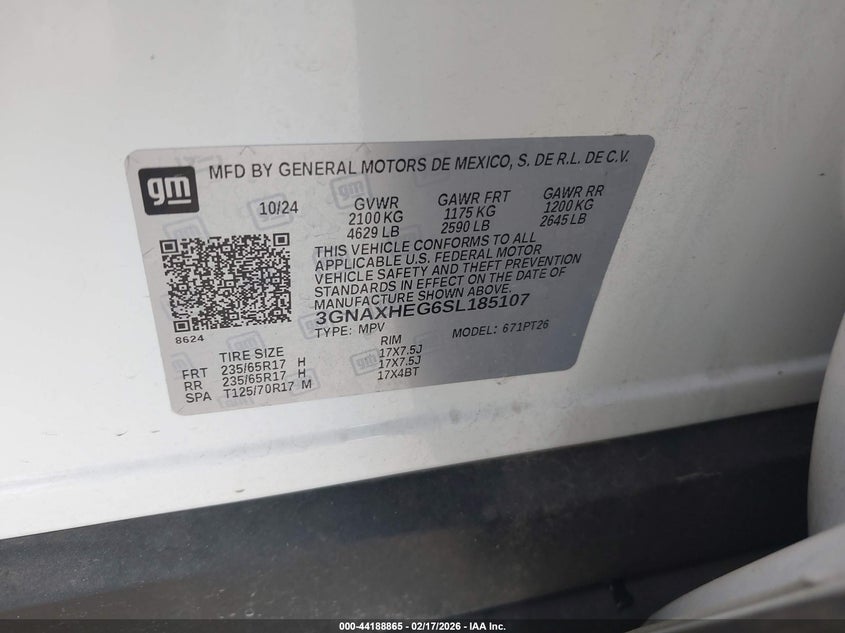 gm
MFD BY GENERAL MOTORS DE MEXICO, S. DE R.L. DE C.V.
10/24 GVWR GAWR FRT GAWR RR
2100 KG 1175 KG 1200 KG
4629 LB 2590 LB 2645 LB
THIS VEHICLE CONFORMS TO ALL
APPLICABLE U.S. FEDERAL MOTOR
VEHICLE SAFETY AND THEFT PREVENTION
STANDARDS IN EFFECT ON THE DATE OF
MANUFACTURE SHOWN ABOVE.
3GNAXHEG6SL185107
8624
TYPE: MPV MODEL: 671PT26
TIRE SIZE RIM
FRT 235/65R17 H 17X7.5J
RR 235/65R17 H 17X7.5J
SPA T125/70R17 M 17X4BT
000-44188865 - 02/17/2026 - IAA Inc.